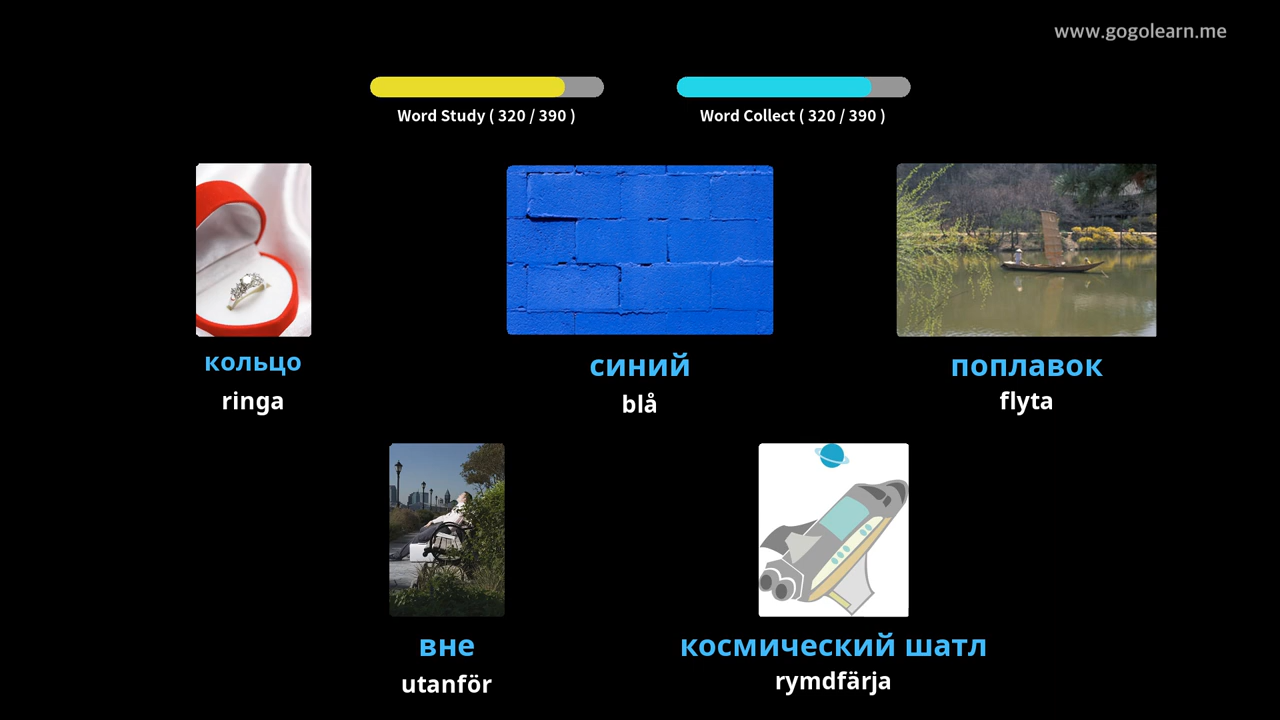 www.gogolearn.me
Word Study ( 320 / 390 )
Word Collect ( 320 / 390 )
кольцо
ringa
синий
blå
поплавок
flyta
вне
utanför
космический шатл
rymdfärja